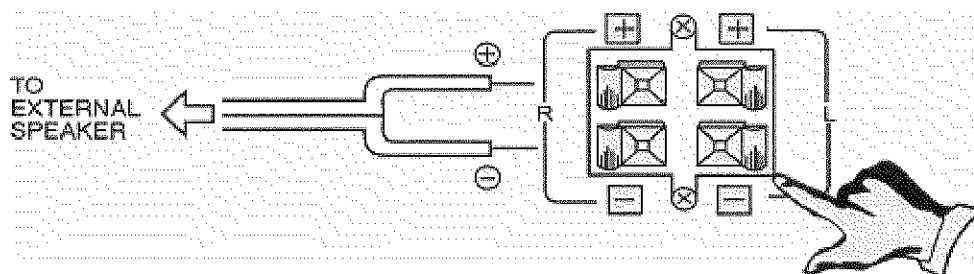 TO
EXTERNAL
SPEAKER
+
−
R
+ +
L
− −